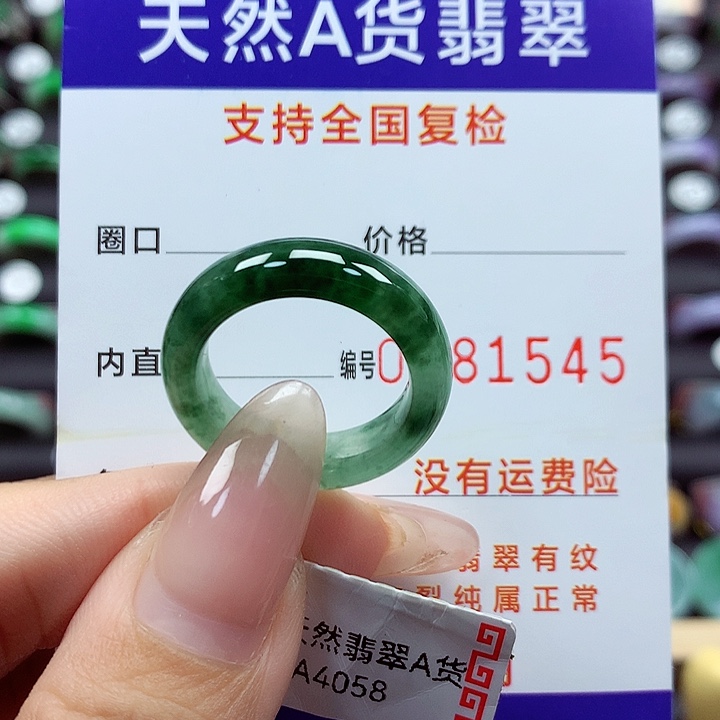 天然A货翡翠
支持全国复检
圈口 价格
内直 编号 81545
没有运费险
翡翠有纹
裂纯属正常
天然翡翠A货
A4058